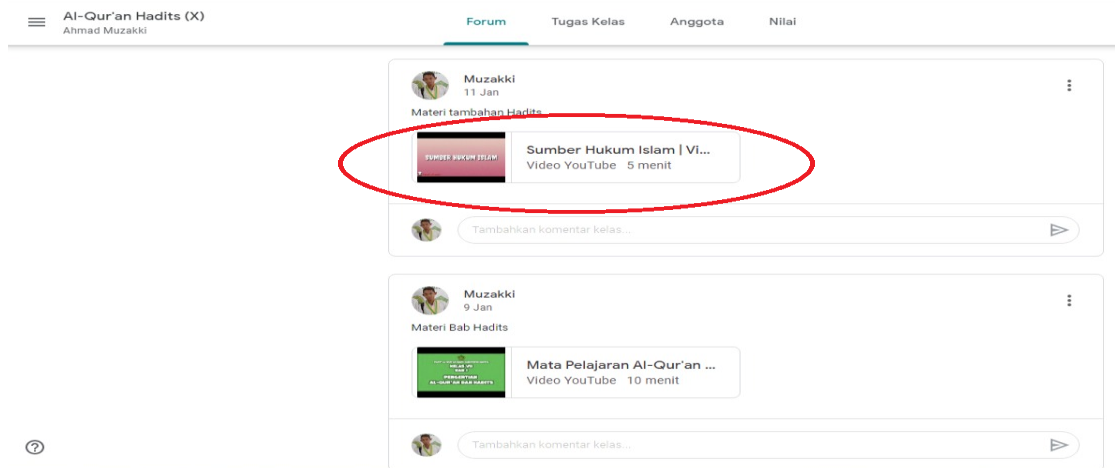 Al-Qur'an Hadits (X)
Ahmad Muzakki
Forum Tugas Kelas Anggota Nilai
Muzakki
11 Jan
Materi tambahan Hadits
SUMBER HUKUM ISLAM
Sumber Hukum Islam | Vi...
Video YouTube 5 menit
Tambahkan komentar kelas...
Muzakki
9 Jan
Materi Bab Hadits
KELAS VII
PENGERTIAN
AL-QUR'AN DAN HADITS
Mata Pelajaran Al-Qur'an ...
Video YouTube 10 menit
Tambahkan komentar kelas...